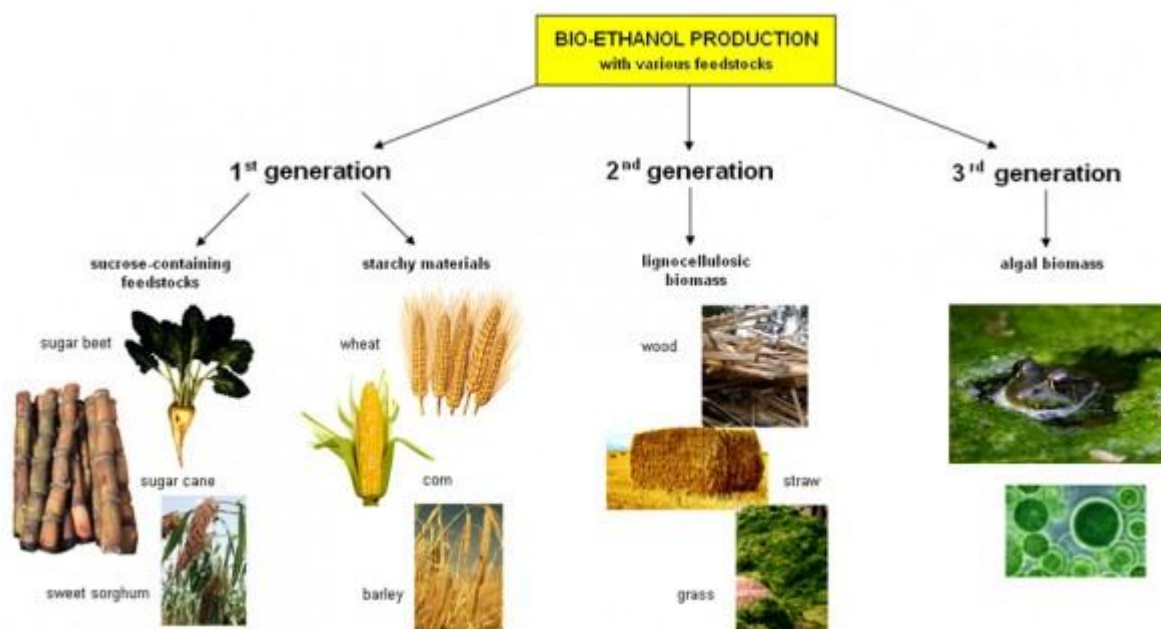 BIO-ETHANOL PRODUCTION
with various feedstocks
1st generation
2nd generation
3rd generation
sucrose-containing
feedstocks
starchy materials
lignocellulosic
biomass
algal biomass
sugar beet
wheat
wood
sugar cane
corn
straw
sweet sorghum
barley
grass